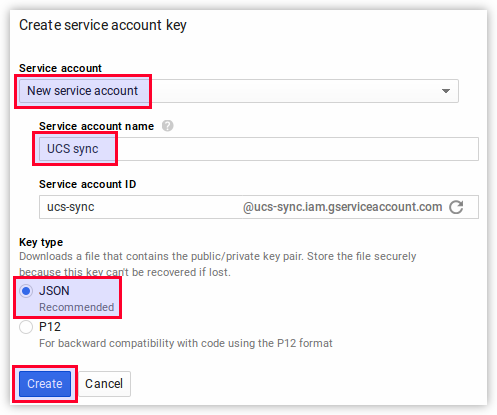 Create service account key
Service account
New service account
Service account name ?
UCS sync
Service account ID
ucs-sync @ucs-sync.iam.gserviceaccount.com
Key type
Downloads a file that contains the public/private key pair. Store the file securely
because this key can't be recovered if lost.
JSON
Recommended
P12
For backward compatibility with code using the P12 format
Create Cancel